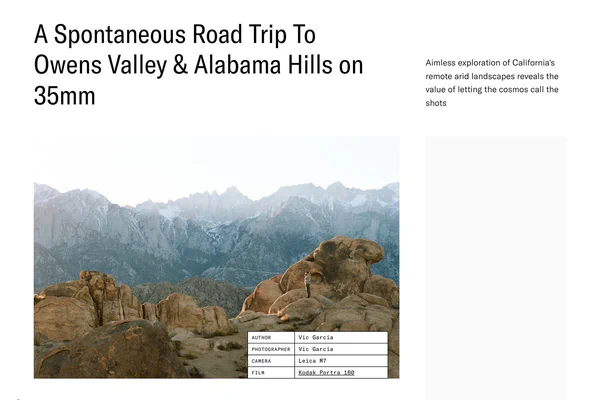 A Spontaneous Road Trip To
Owens Valley & Alabama Hills on
35mm
Aimless exploration of California's
remote arid landscapes reveals the
value of letting the cosmos call the
shots
AUTHOR Vic Garcia
PHOTOGRAPHER Vic Garcia
CAMERA Leica M7
FILM Kodak Portra 160